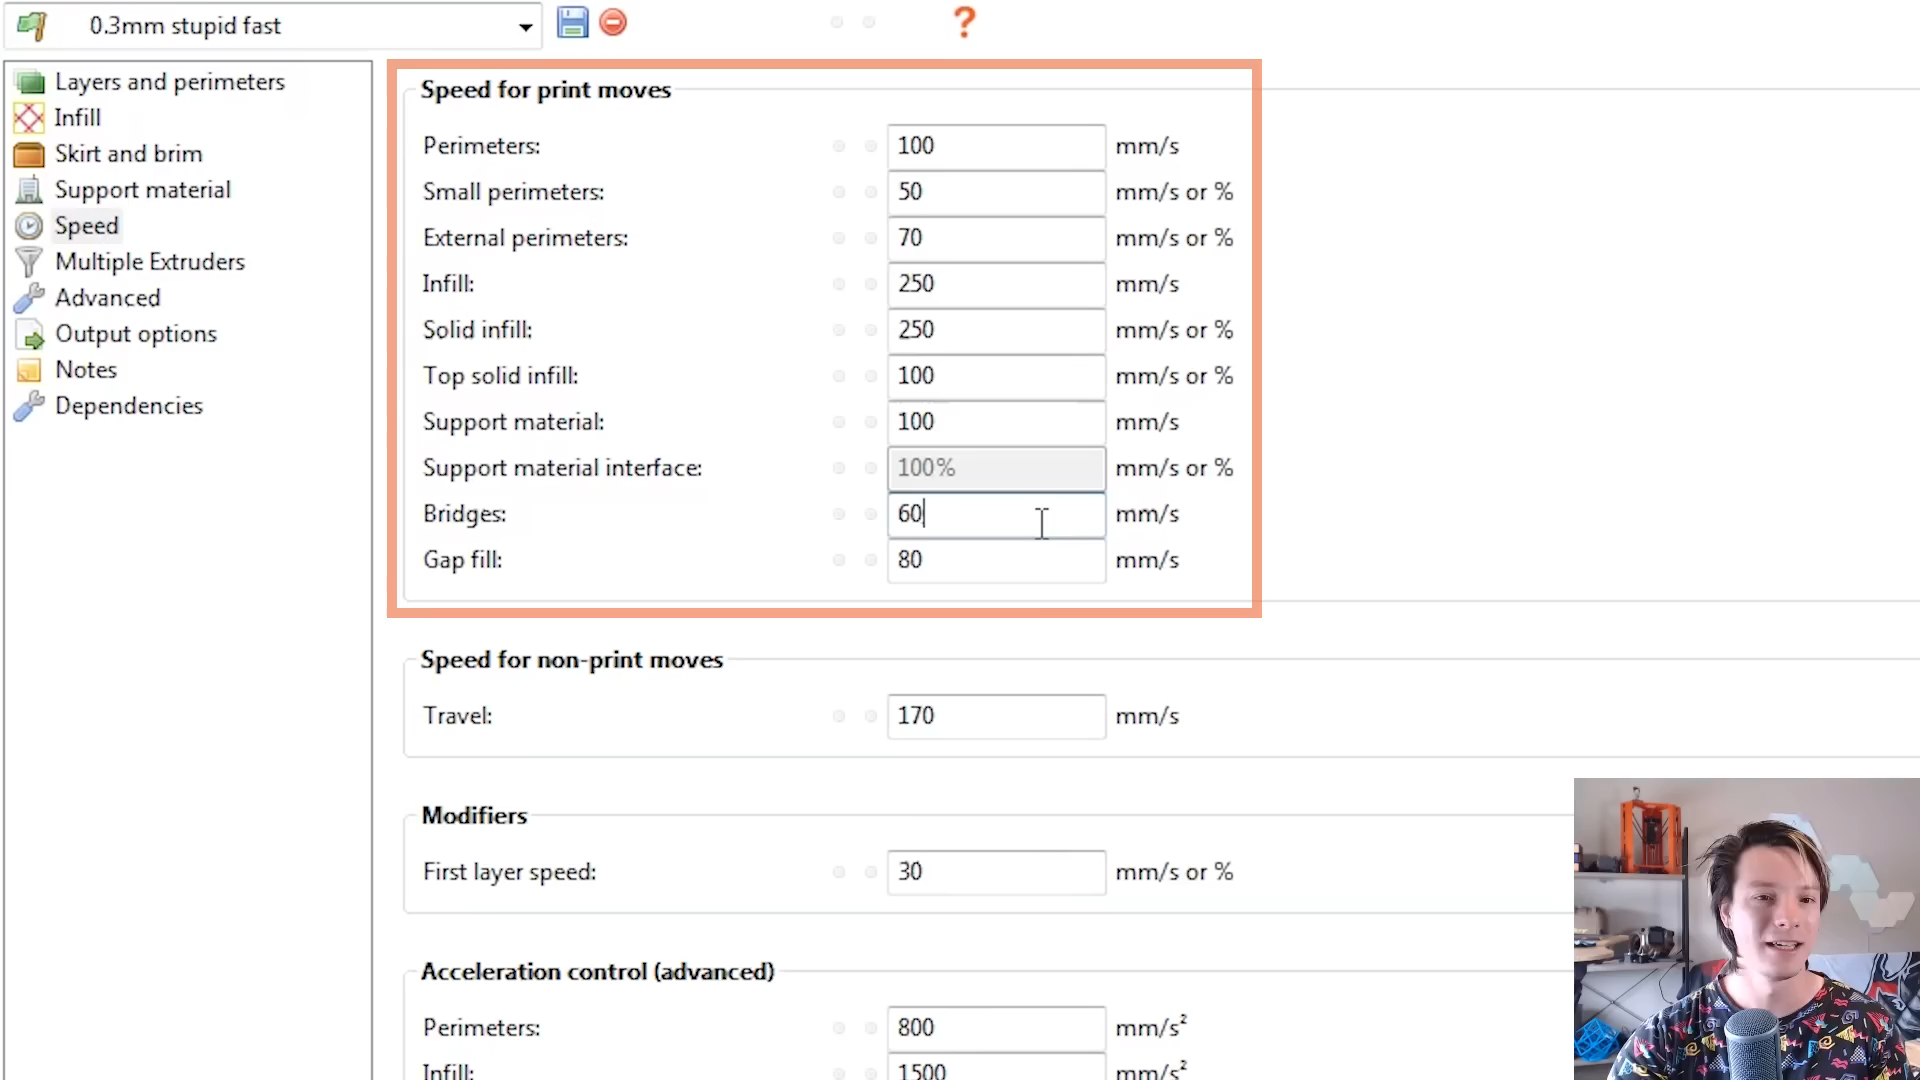 0.3mm stupid fast
?
Layers and perimeters
Infill
Skirt and brim
Support material
Speed
Multiple Extruders
Advanced
Output options
Notes
Dependencies
Speed for print moves
Perimeters: 100 mm/s
Small perimeters: 50 mm/s or %
External perimeters: 70 mm/s or %
Infill: 250 mm/s
Solid infill: 250 mm/s or %
Top solid infill: 100 mm/s or %
Support material: 100 mm/s
Support material interface: 100% mm/s or %
Bridges: 60 mm/s
Gap fill: 80 mm/s
Speed for non-print moves
Travel: 170 mm/s
Modifiers
First layer speed: 30 mm/s or %
Acceleration control (advanced)
Perimeters: 800 mm/s²
Infill: 1500 mm/s²